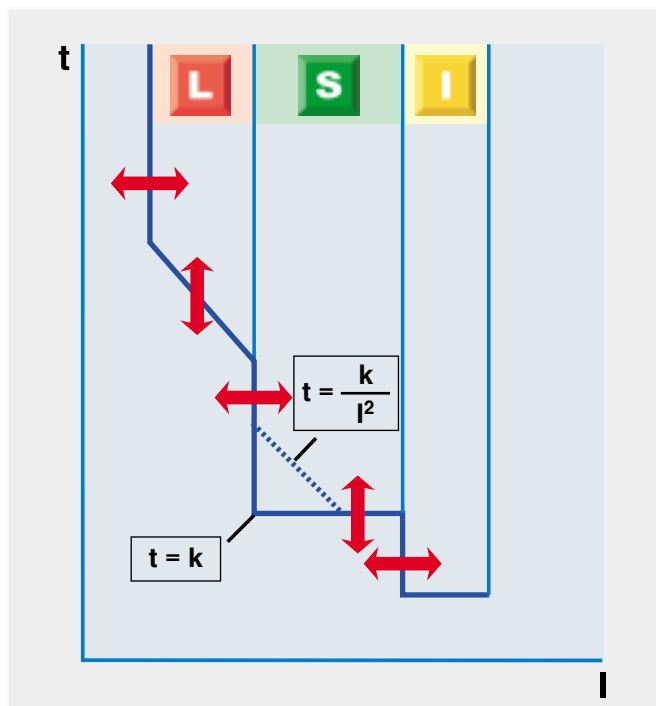 t
L S I
t = k / I²
t = k
I